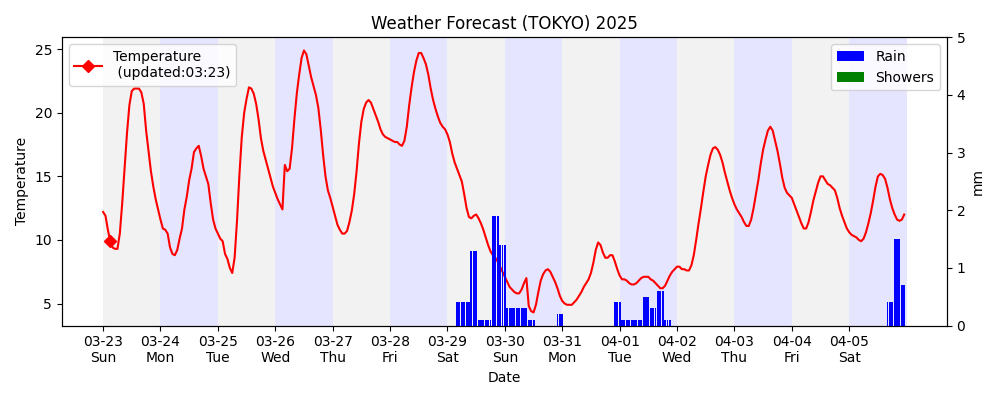 Weather Forecast (TOKYO) 2025
Temperature
(updated:03:23)
Rain
Showers
25
20
15
10
5
Temperature
5
4
3
2
1
0
mm
03-23 03-24 03-25 03-26 03-27 03-28 03-29 03-30 03-31 04-01 04-02 04-03 04-04 04-05
Sun Mon Tue Wed Thu Fri Sat Sun Mon Tue Wed Thu Fri Sat
Date